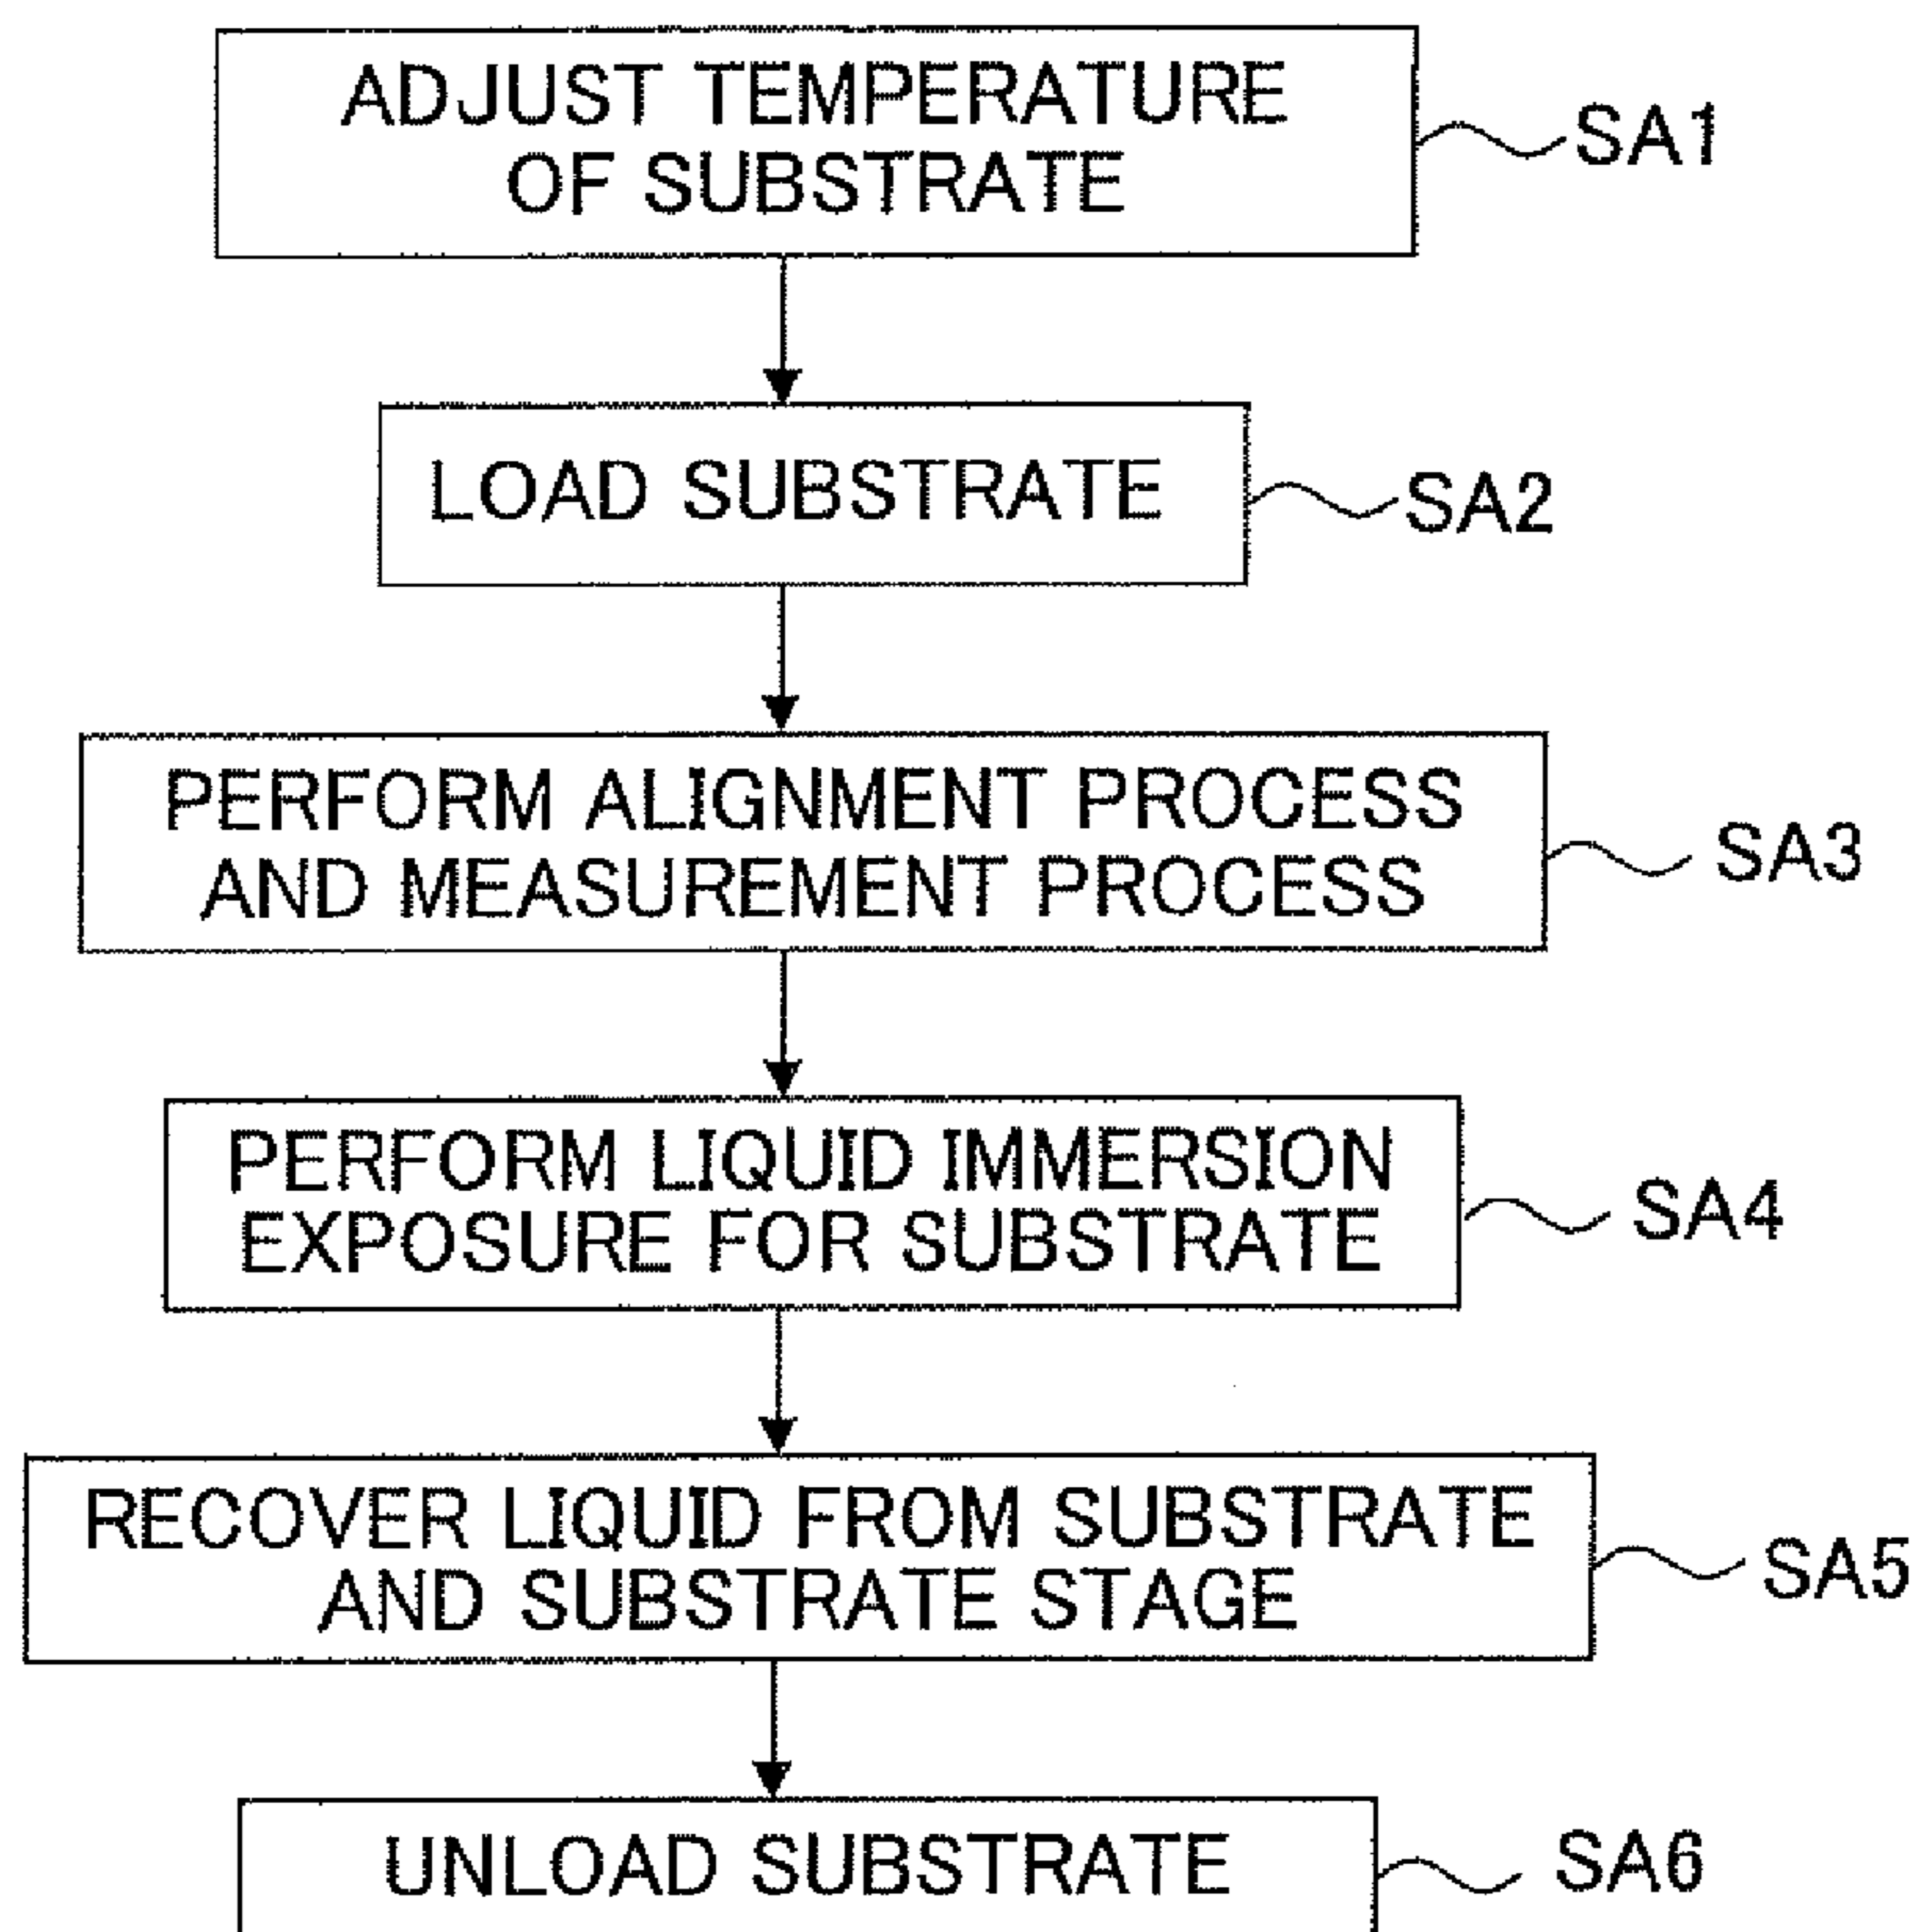 ADJUST TEMPERATURE
OF SUBSTRATE
SA1
LOAD SUBSTRATE
SA2
PERFORM ALIGNMENT PROCESS
AND MEASUREMENT PROCESS
SA3
PERFORM LIQUID IMMERSION
EXPOSURE FOR SUBSTRATE
SA4
RECOVER LIQUID FROM SUBSTRATE
AND SUBSTRATE STAGE
SA5
UNLOAD SUBSTRATE
SA6